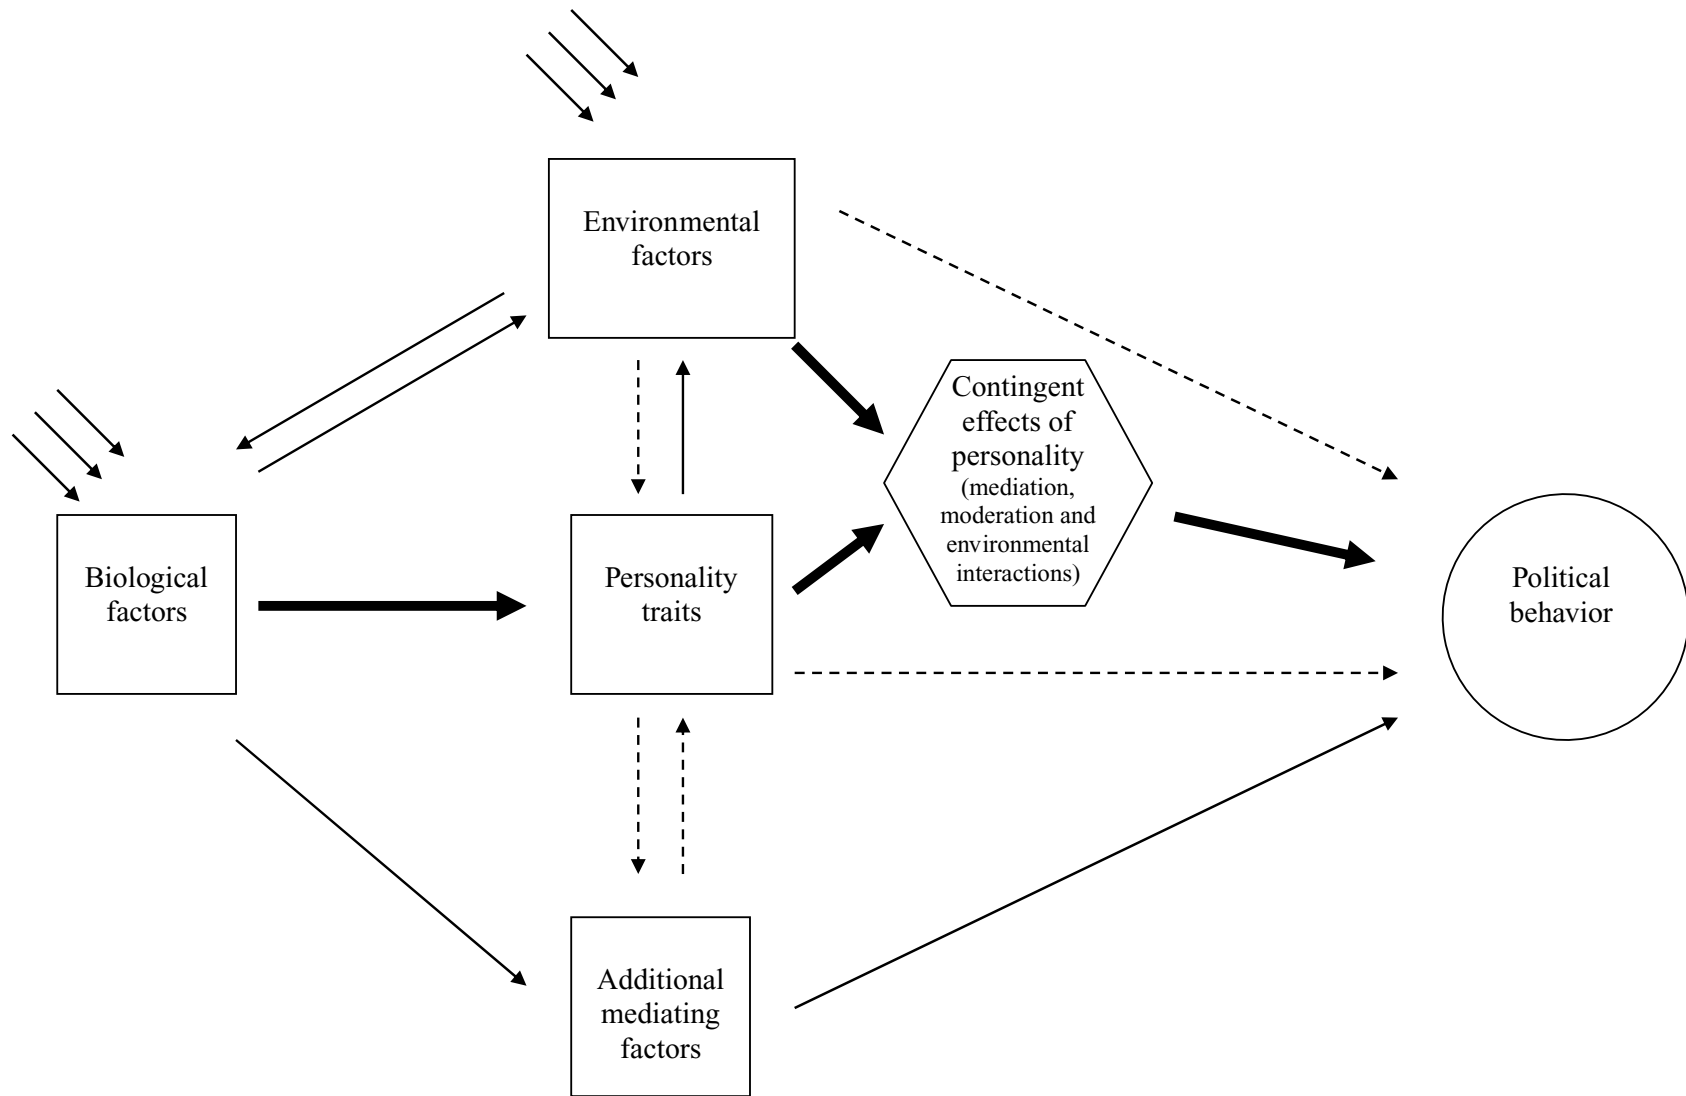 Environmental
factors
Contingent
effects of
personality
(mediation,
moderation and
environmental
interactions)
Biological
factors
Personality
traits
Political
behavior
Additional
mediating
factors